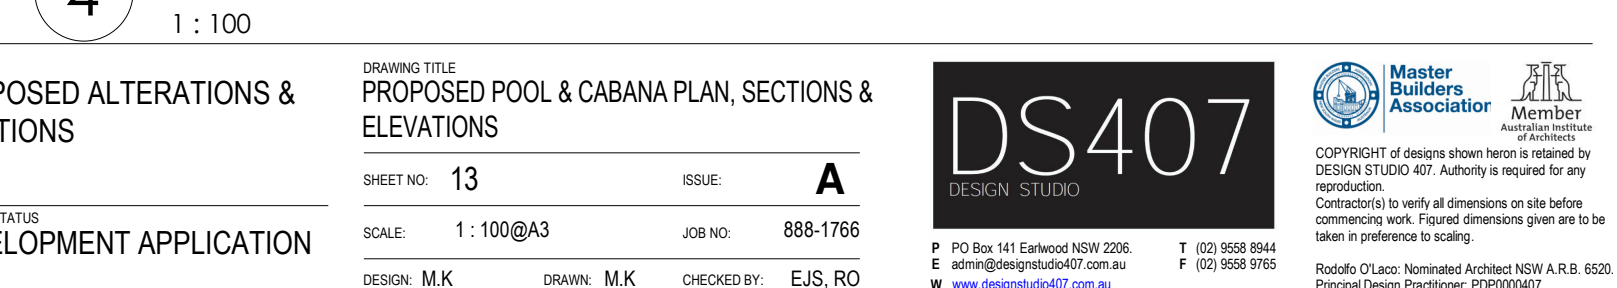 4
1 : 100
POSED ALTERATIONS &
TIONS
TATUS
ELOPMENT APPLICATION
DRAWING TITLE
PROPOSED POOL & CABANA PLAN, SECTIONS &
ELEVATIONS
SHEET NO: 13 ISSUE: A
SCALE: 1 : 100@A3 JOB NO: 888-1766
DESIGN: M.K DRAWN: M.K CHECKED BY: EJS, RO
DS407
DESIGN STUDIO
P PO Box 141 Earlwood NSW 2206. T (02) 9558 8944
E admin@designstudio407.com.au F (02) 9558 9765
W www.designstudio407.com.au
Master
Builders
Association
Member
Australian Institute
of Architects
COPYRIGHT of designs shown heron is retained by
DESIGN STUDIO 407. Authority is required for any
reproduction.
Contractor(s) to verify all dimensions on site before
commencing work. Figured dimensions given are to be
taken in preference to scaling.
Rodolfo O'Laco: Nominated Architect NSW A.R.B. 6520.
Principal Design Practitioner: PDP0000407